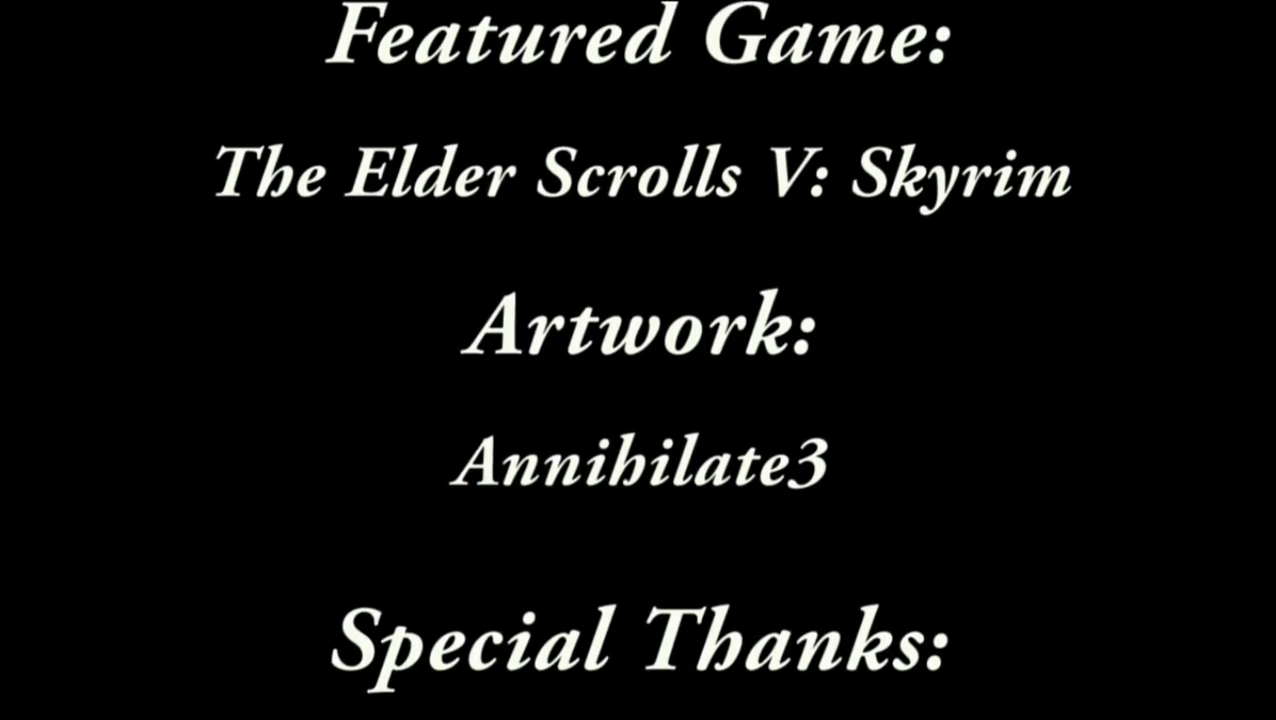 Featured Game:
The Elder Scrolls V: Skyrim
Artwork:
Annihilate3
Special Thanks: